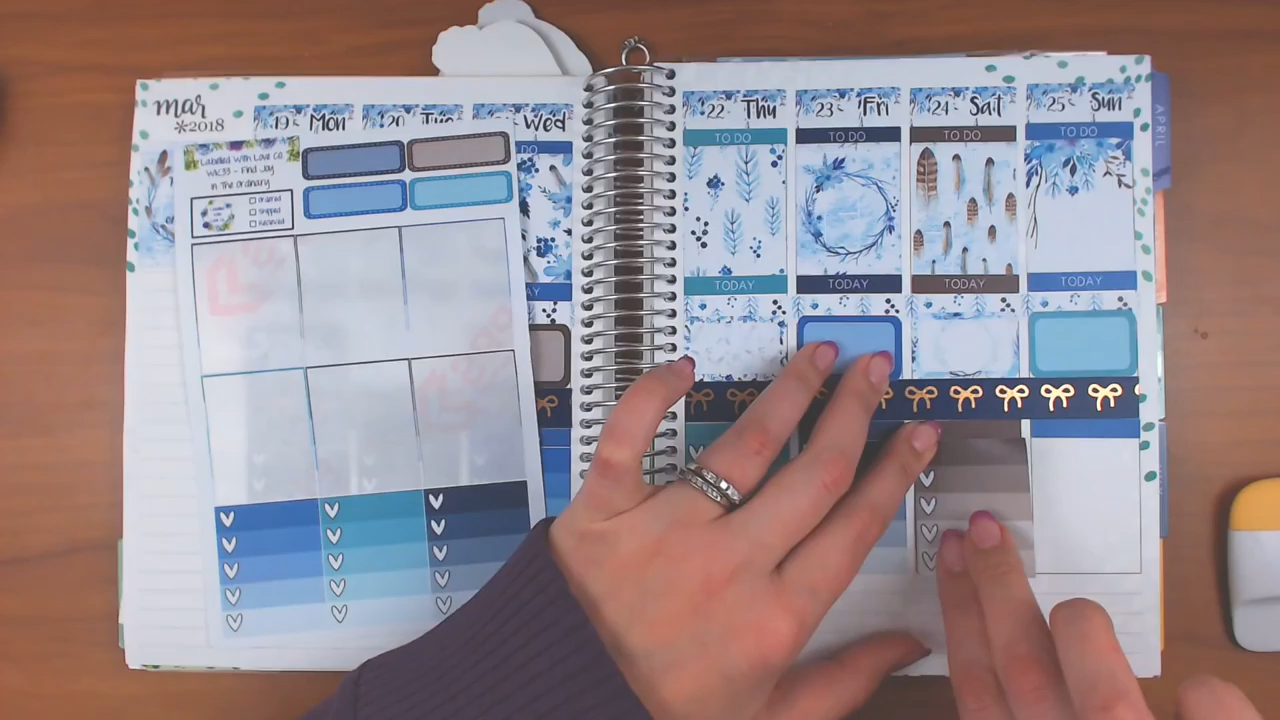 mar
*2018
19 Mon
20 Tue
Wed
22 Thu
23 Fri
24 Sat
25 Sun
APRIL
TO DO
TO DO
TO DO
TO DO
DO
Labelled With Love Co
WK33 - Find Joy
In The Ordinary
Ordered
Shipped
Received
TODAY
TODAY
TODAY
TODAY
AY